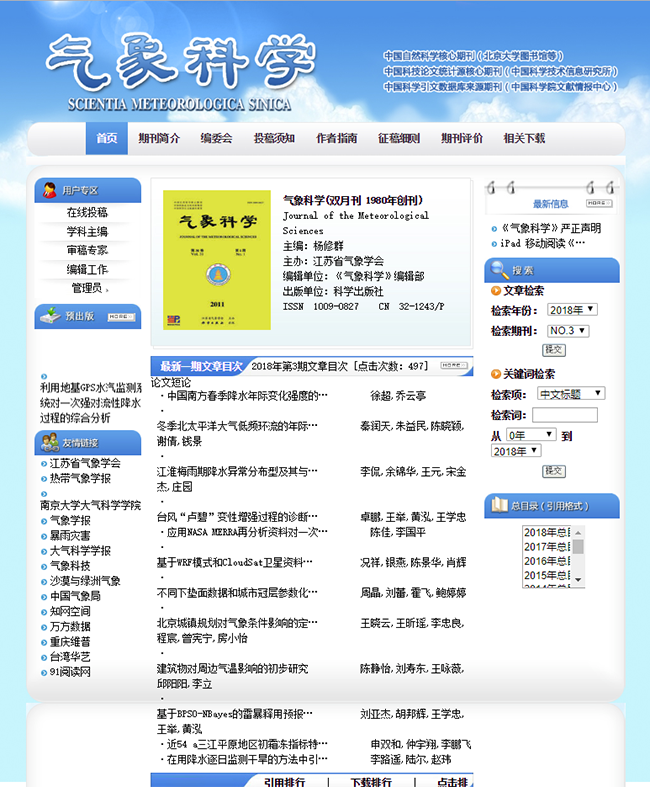 气象科学
SCIENTIA METEOROLOGICA SINICA
中国自然科学核心期刊（北京大学图书馆等）
中国科技论文统计源核心期刊（中国科学技术信息研究所）
中国科学引文数据库来源期刊（中国科学院文献情报中心）
首页 期刊简介 编委会 投稿须知 作者指南 征稿细则 期刊评价 相关下载
用户专区
在线投稿
学科主编
审稿专家
编辑工作
管理员
预出版 MORE
利用地基GPS水汽监测系
统对一次强对流性降水
过程的综合分析
友情链接
江苏省气象学会
热带气象学报
南京大学大气科学学院
气象学报
暴雨灾害
大气科学学报
气象科技
沙漠与绿洲气象
中国气象局
知网空间
万方数据
重庆维普
台湾华艺
91阅读网
气象科学
2011
气象科学(双月刊 1980年创刊)
Journal of the Meteorological
Sciences
主编: 杨修群
主办: 江苏省气象学会
编辑单位: 《气象科学》编辑部
出版单位: 科学出版社
ISSN 1009-0827 CN 32-1243/P
最新一期文章目次 2018年第3期文章目次 [点击次数: 497] MORE
论文短论
·中国南方春季降水年际变化强度的… 徐超, 乔云亭
·
冬季北太平洋大气低频环流的年际… 秦润天, 朱益民, 陈晓颖,
谢倩, 钱景
·
江淮梅雨期降水异常分布型及其与… 李侃, 余锦华, 王元, 宋金
杰, 庄园
·
台风“卢碧”变性增强过程的诊断… 卓鹏, 王举, 黄泓, 王学忠
·应用NASA MERRA再分析资料对一次… 陈佳, 李国平
·
基于WRF模式和CloudSat卫星资料… 况祥, 银燕, 陈景华, 肖辉
·
不同下垫面数据和城市冠层参数化… 周晶, 刘蕾, 霍飞, 鲍婷婷
·
北京城镇规划对气象条件影响的定… 王晓云, 王昕瑶, 李忠良,
程宸, 曾宪宁, 房小怡
·
建筑物对周边气温影响的初步研究 陈静怡, 刘寿东, 王咏薇,
邱阳阳, 李立
·
基于BPSO-NBayes的雷暴释用预报… 刘亚杰, 胡邦辉, 王学忠,
王举, 黄泓
·近54 a三江平原地区初霜冻指标特… 申双和, 仲宇翔, 李鹏飞
·在用降水逐日监测干旱的方法中引… 李路遥, 陆尔, 赵玮
引用排行 | 下载排行 | 点击排
最新信息 MORE
《气象科学》严正声明
iPad 移动阅读《…
搜 索
文章检索
检索年份: 2018年
检索期刊: NO.3
提交
关键词检索
检索项: 中文标题
检索词:
从 0年 到
2018年
提交
总目录（引用格式）
2018年总目
2017年总目
2016年总目
2015年总目
2014年总目